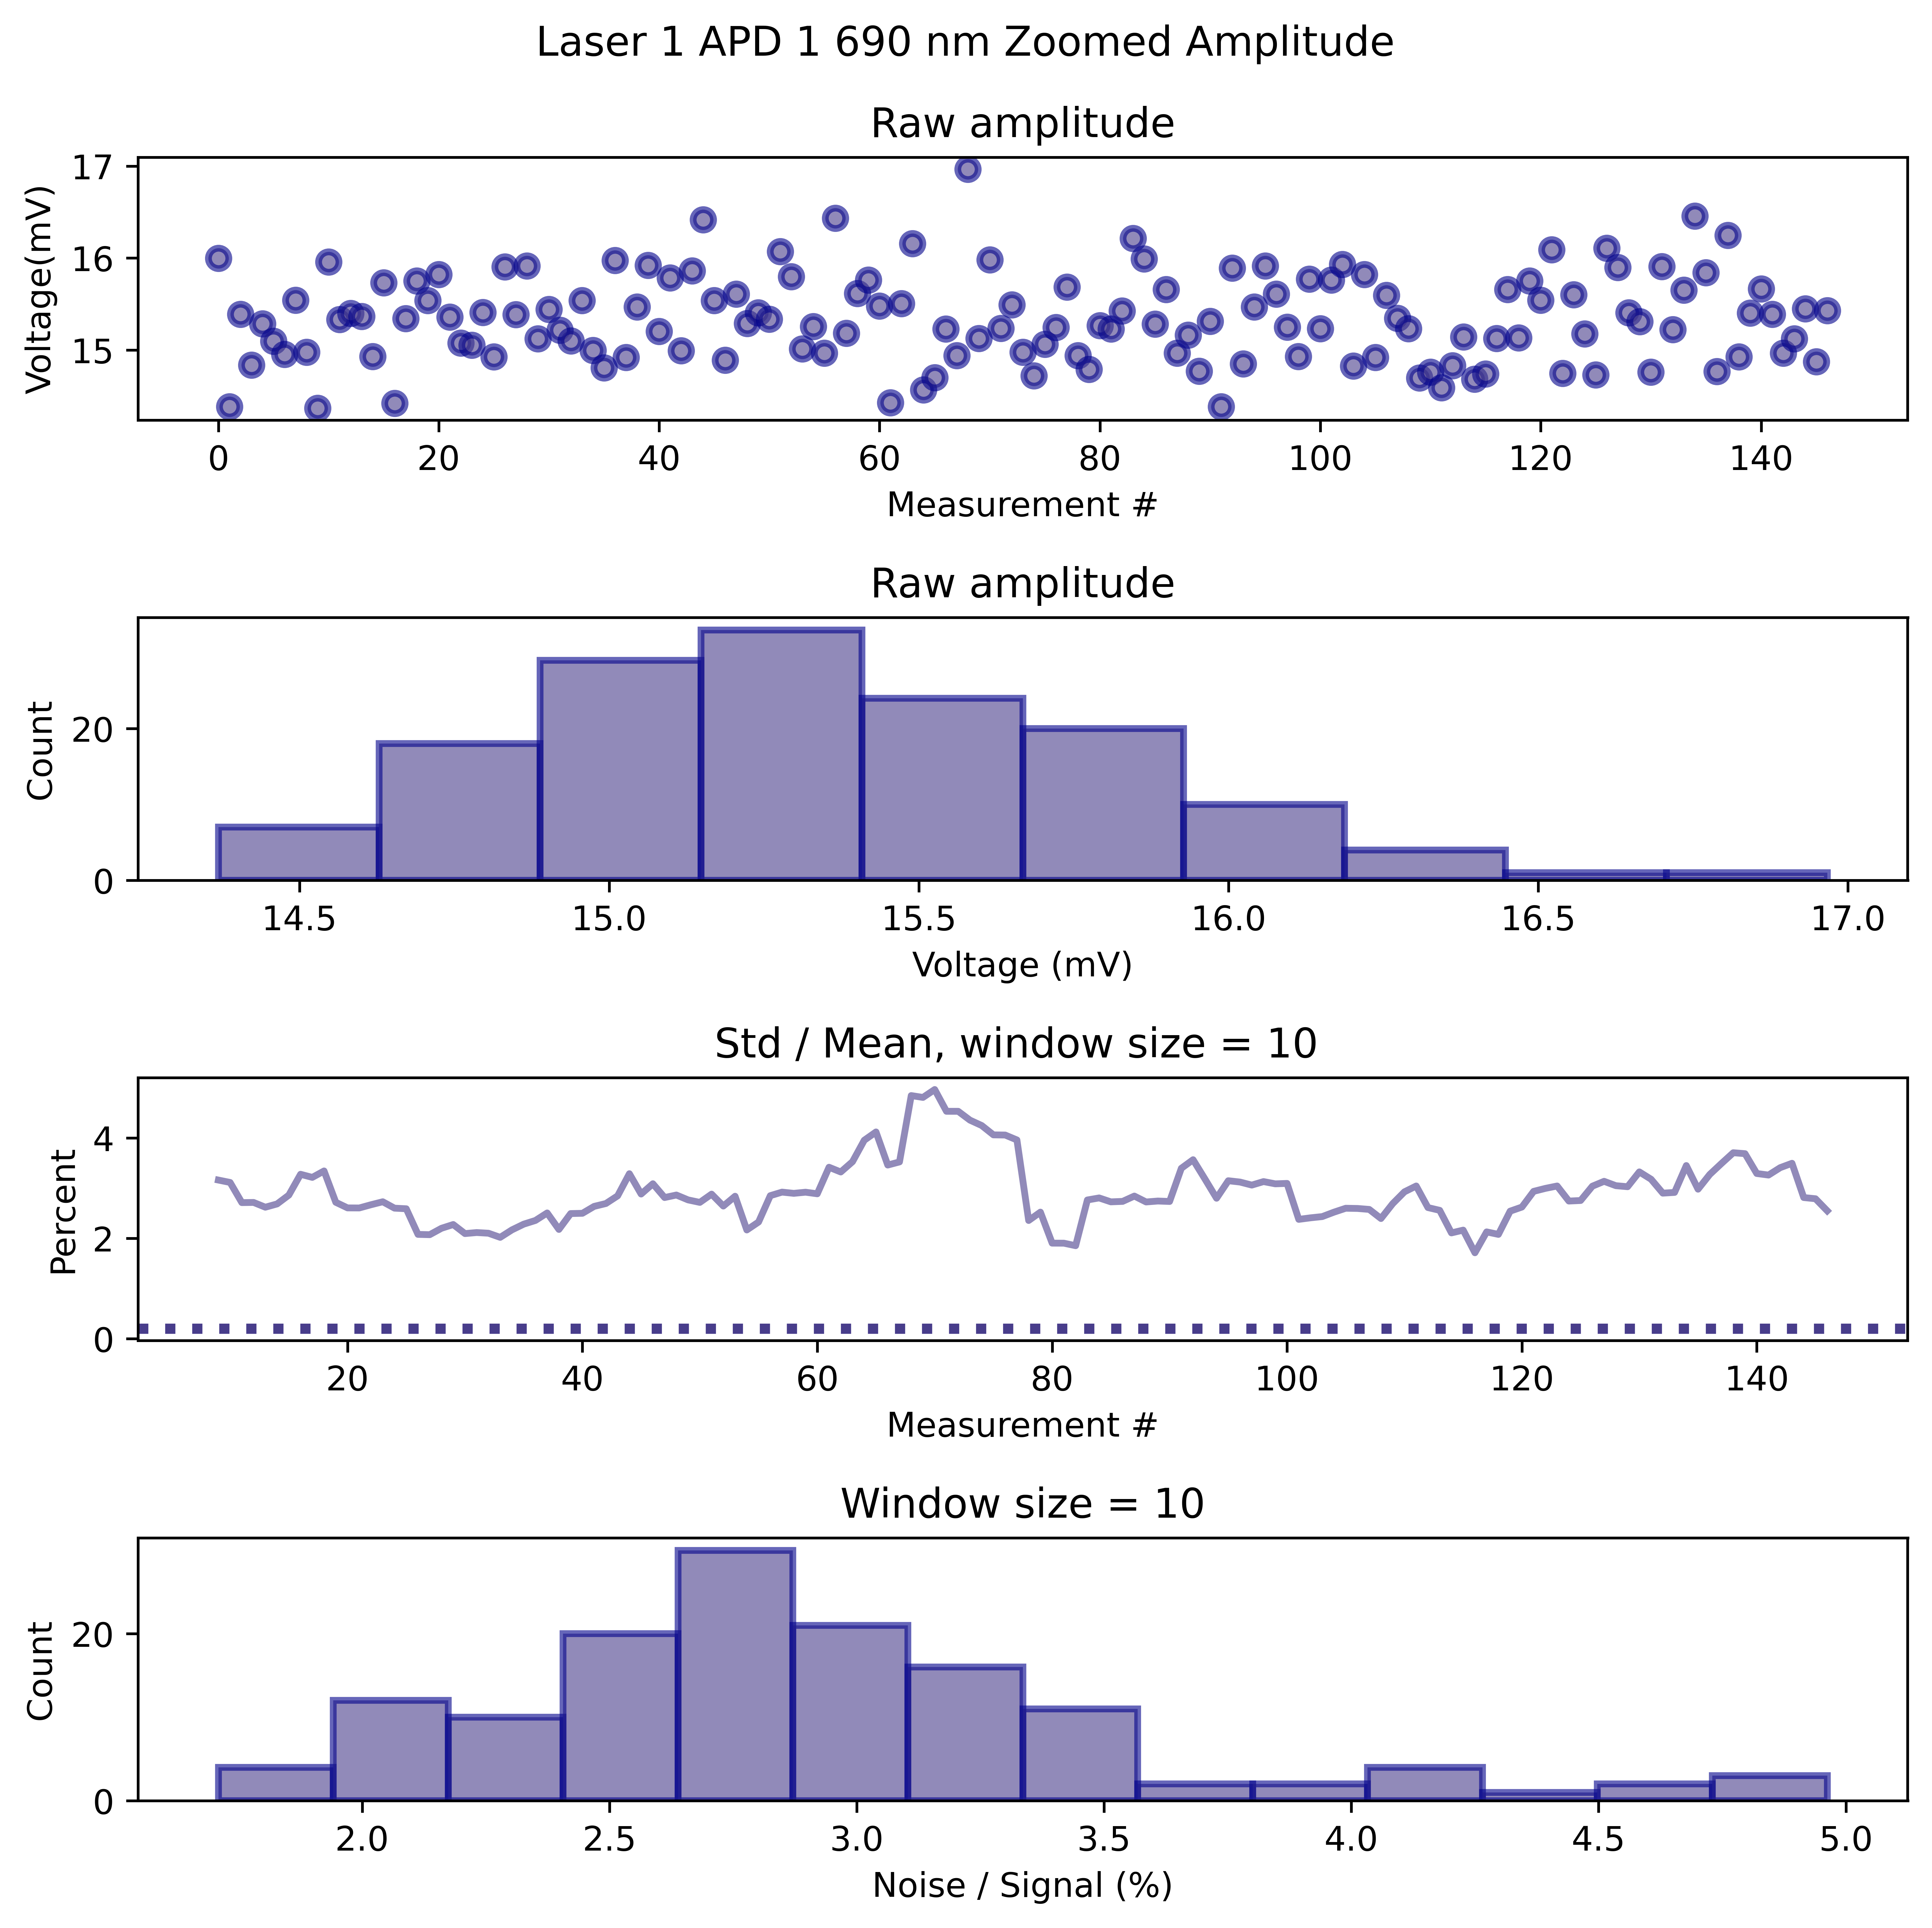 Laser 1 APD 1 690 nm Zoomed Amplitude
Raw amplitude
Voltage(mV)
17
16
15
0 20 40 60 80 100 120 140
Measurement #
Raw amplitude
Count
20
0
14.5 15.0 15.5 16.0 16.5 17.0
Voltage (mV)
Std / Mean, window size = 10
Percent
4
2
0
20 40 60 80 100 120 140
Measurement #
Window size = 10
Count
20
0
2.0 2.5 3.0 3.5 4.0 4.5 5.0
Noise / Signal (%)